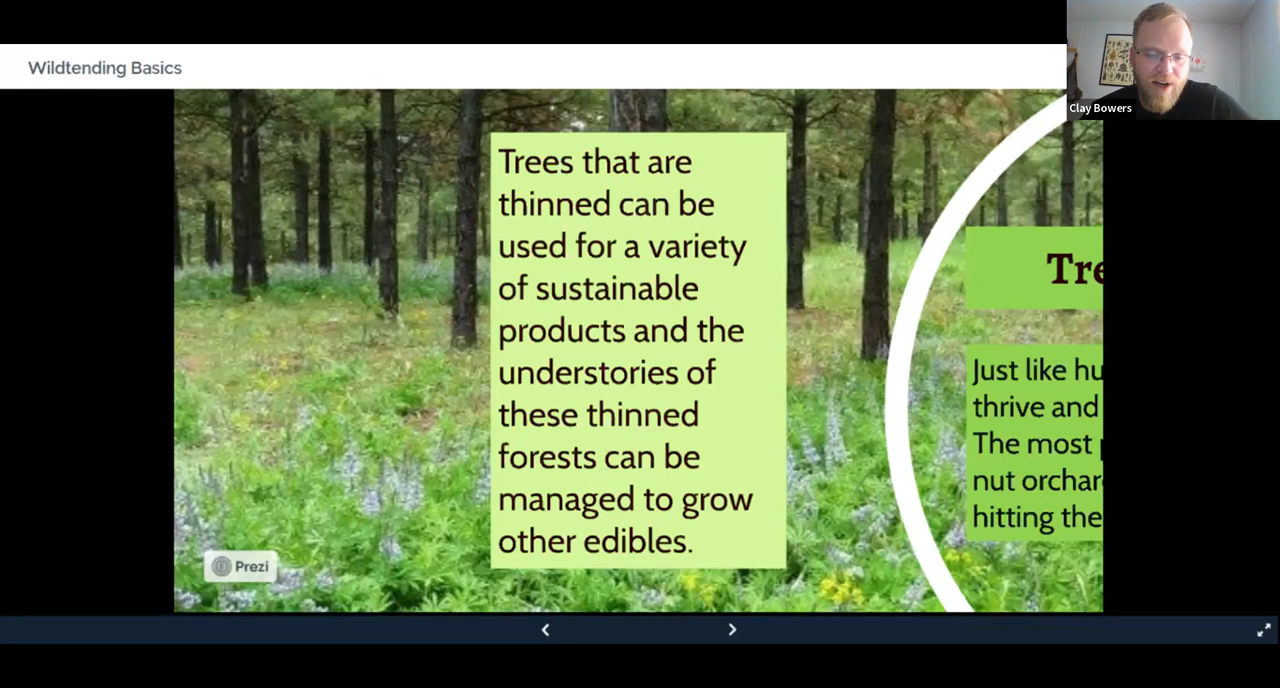 Wildtending Basics
Clay Bowers
Trees that are
thinned can be
used for a variety
of sustainable
products and the
understories of
these thinned
forests can be
managed to grow
other edibles.
Tre
Just like hu
thrive and
The most
nut orchar
hitting the
Prezi